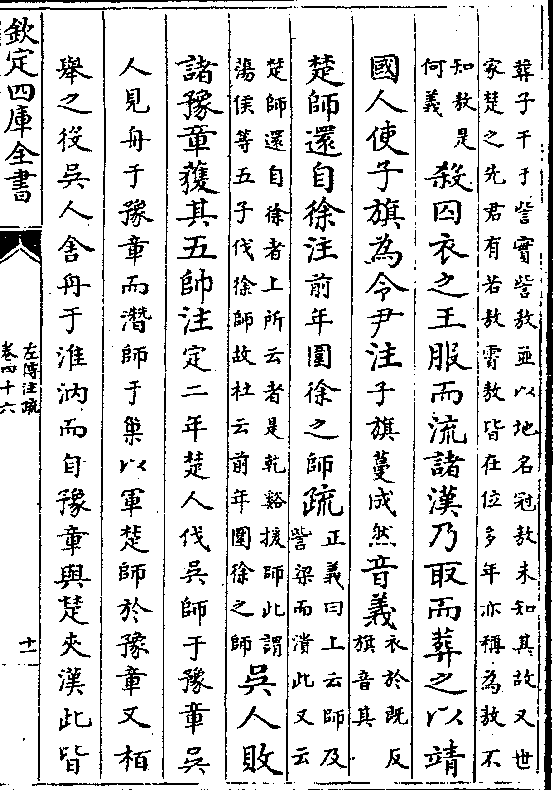 葬子干于訾實訾敖並以地名冠敖未知其故又世
家楚之先君有若敖霄敖皆在位多年亦稱為敖不
知敖是
何義
殺囚衣之王服而流諸漢乃取而葬之以靖
國人使子旗為令尹注子旗蔓成然音義
衣於既反
旗音其
楚師還自徐注前年圍徐之師疏
正義曰上云師及
訾梁而潰此又云
楚師還自徐者上所云者是乾谿援師此謂
蕩侯等五子伐徐師故杜云前年圍徐之師
吳人敗
諸豫章獲其五帥注定二年楚人伐吳師于豫章吳
人見舟于豫章而潛師于巢以軍楚師於豫章又栢
舉之役吳人舍舟于淮汭而自豫章與楚夾漢此皆
欽定四庫全書
左傳注疏
卷四十六
十一